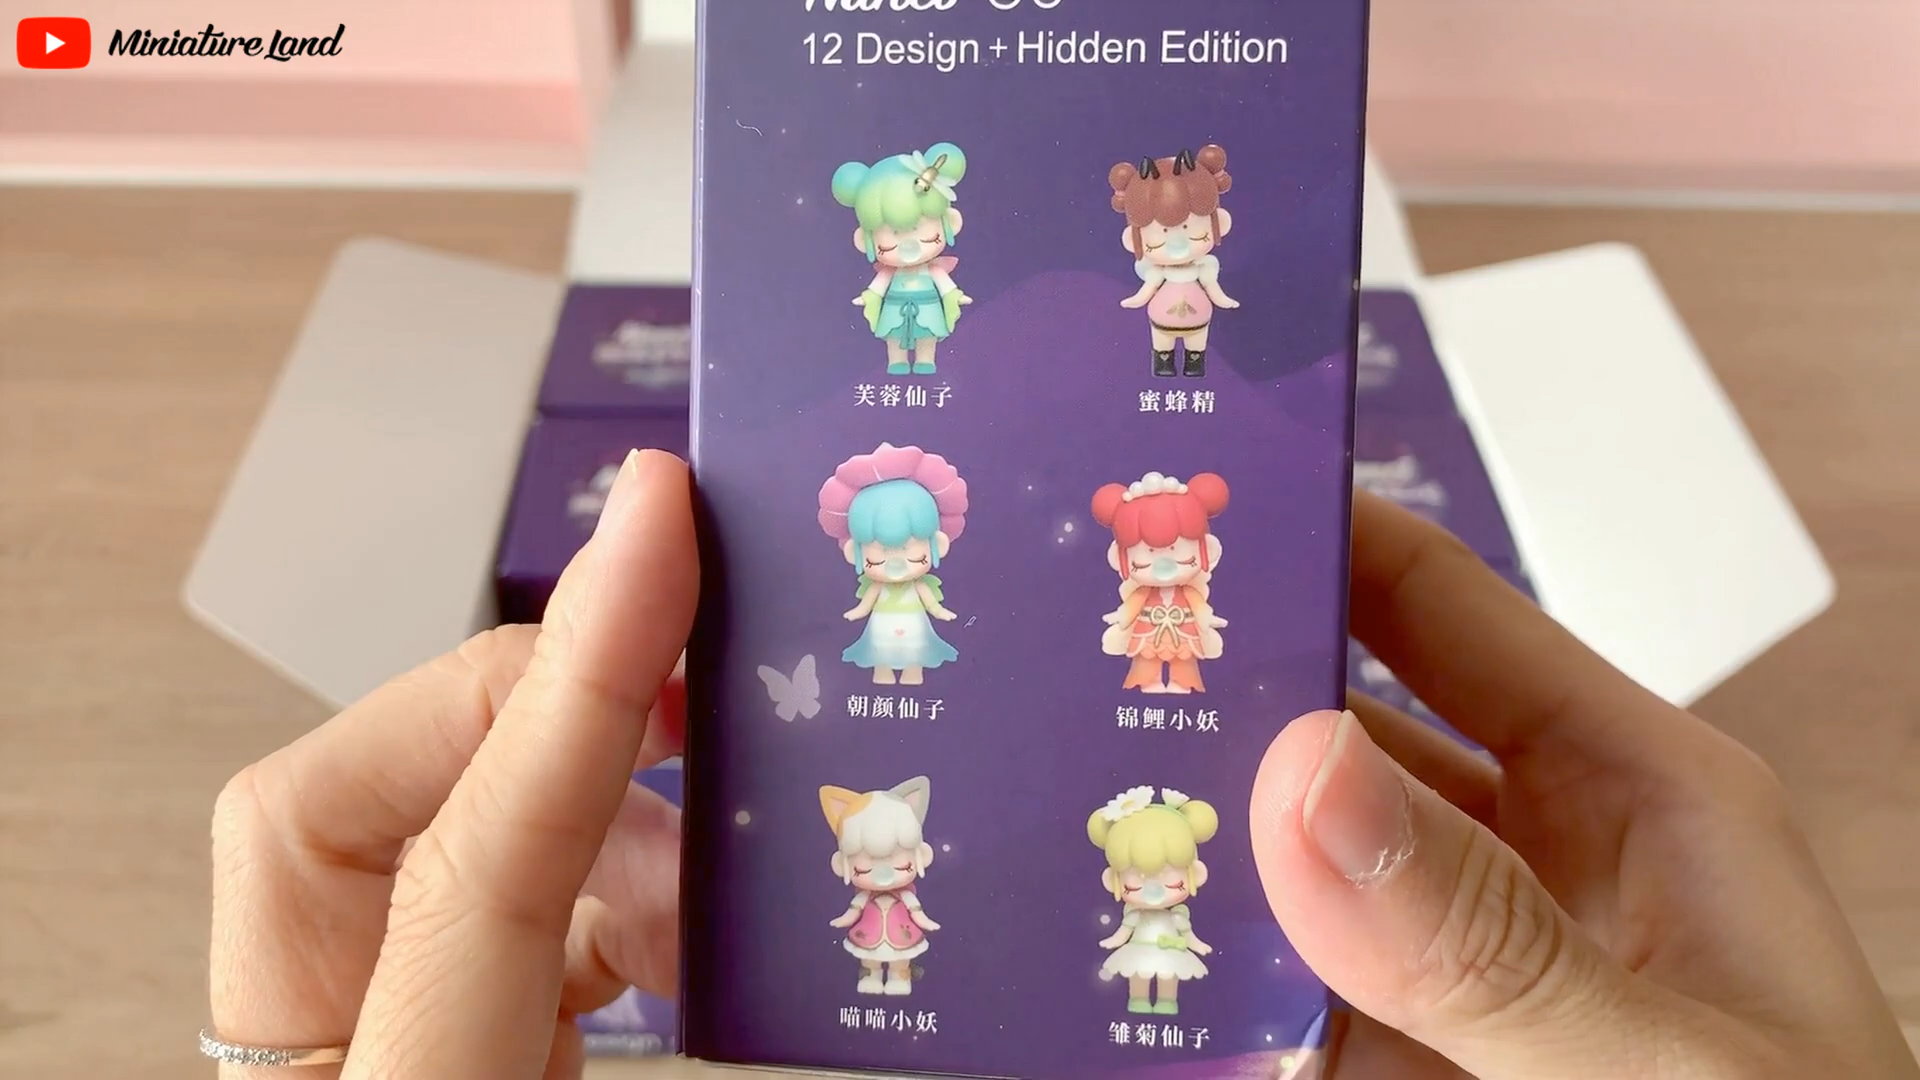 Miniature Land
12 Design + Hidden Edition
芙蓉仙子
蜜蜂精
朝颜仙子
锦鲤小妖
喵喵小妖
雏菊仙子